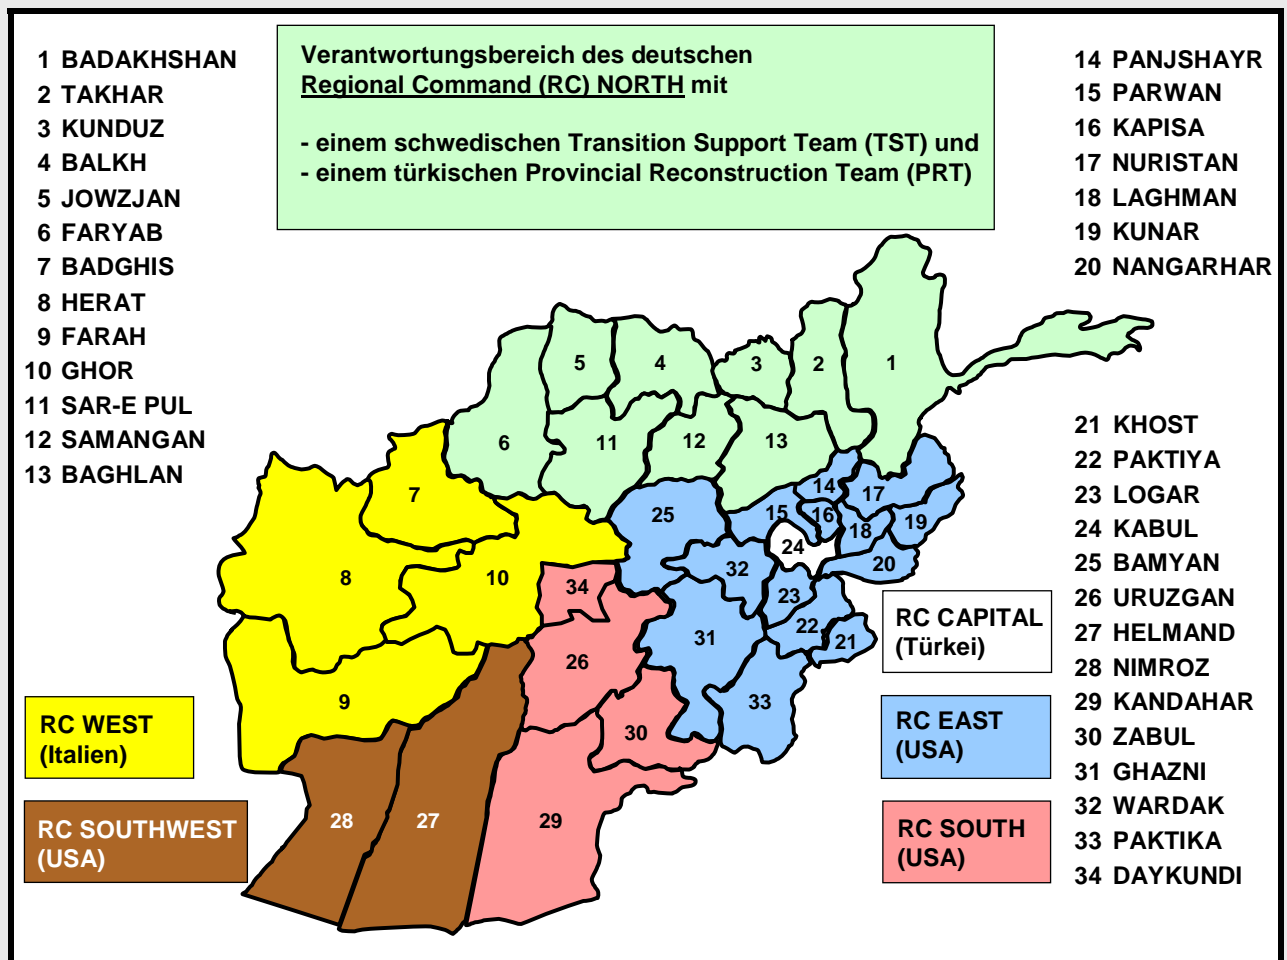 1 BADAKHSHAN
2 TAKHAR
3 KUNDUZ
4 BALKH
5 JOWZJAN
6 FARYAB
7 BADGHIS
8 HERAT
9 FARAH
10 GHOR
11 SAR-E PUL
12 SAMANGAN
13 BAGHLAN
Verantwortungsbereich des deutschen
Regional Command (RC) NORTH mit
- einem schwedischen Transition Support Team (TST) und
- einem türkischen Provincial Reconstruction Team (PRT)
14 PANJSHAYR
15 PARWAN
16 KAPISA
17 NURISTAN
18 LAGHMAN
19 KUNAR
20 NANGARHAR
21 KHOST
22 PAKTIYA
23 LOGAR
24 KABUL
25 BAMYAN
26 URUZGAN
27 HELMAND
28 NIMROZ
29 KANDAHAR
30 ZABUL
31 GHAZNI
32 WARDAK
33 PAKTIKA
34 DAYKUNDI
5
4
3
2
1
6
11
12
13
7
14
17
25
15
16
18
19
24
20
8
10
34
32
23
22
21
31
26
9
33
30
28
27
29
RC CAPITAL
(Türkei)
RC WEST
(Italien)
RC EAST
(USA)
RC SOUTHWEST
(USA)
RC SOUTH
(USA)